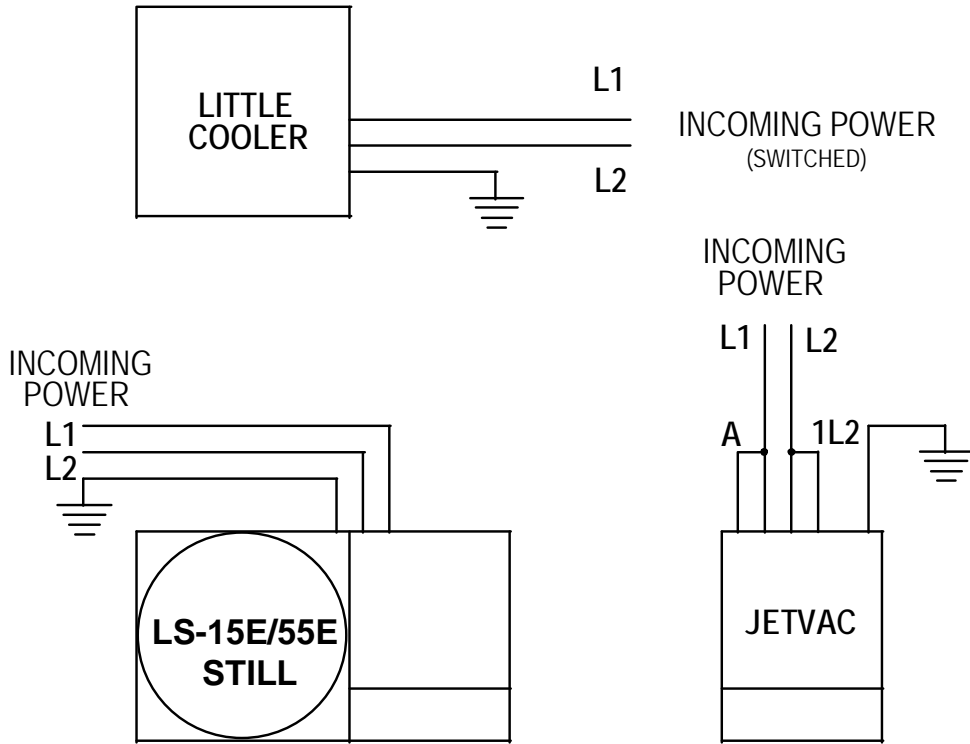 LITTLE
COOLER
L1
INCOMING POWER
(SWITCHED)
L2
INCOMING
POWER
L1 L2
INCOMING
POWER
L1
L2
A 1L2
LS-15E/55E
STILL
JETVAC